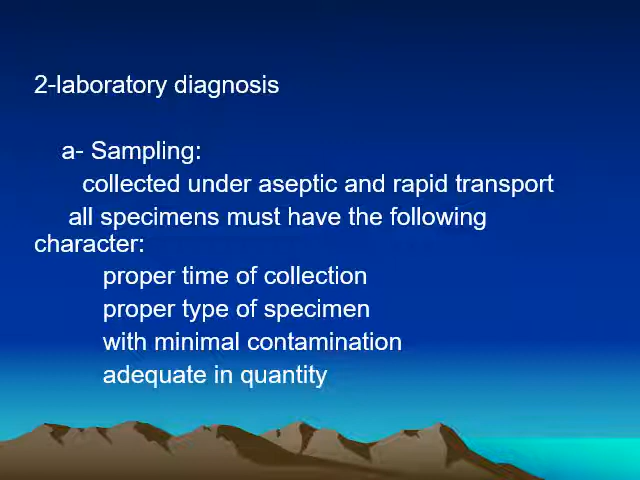 2-laboratory diagnosis
a- Sampling:
collected under aseptic and rapid transport
all specimens must have the following
character:
proper time of collection
proper type of specimen
with minimal contamination
adequate in quantity